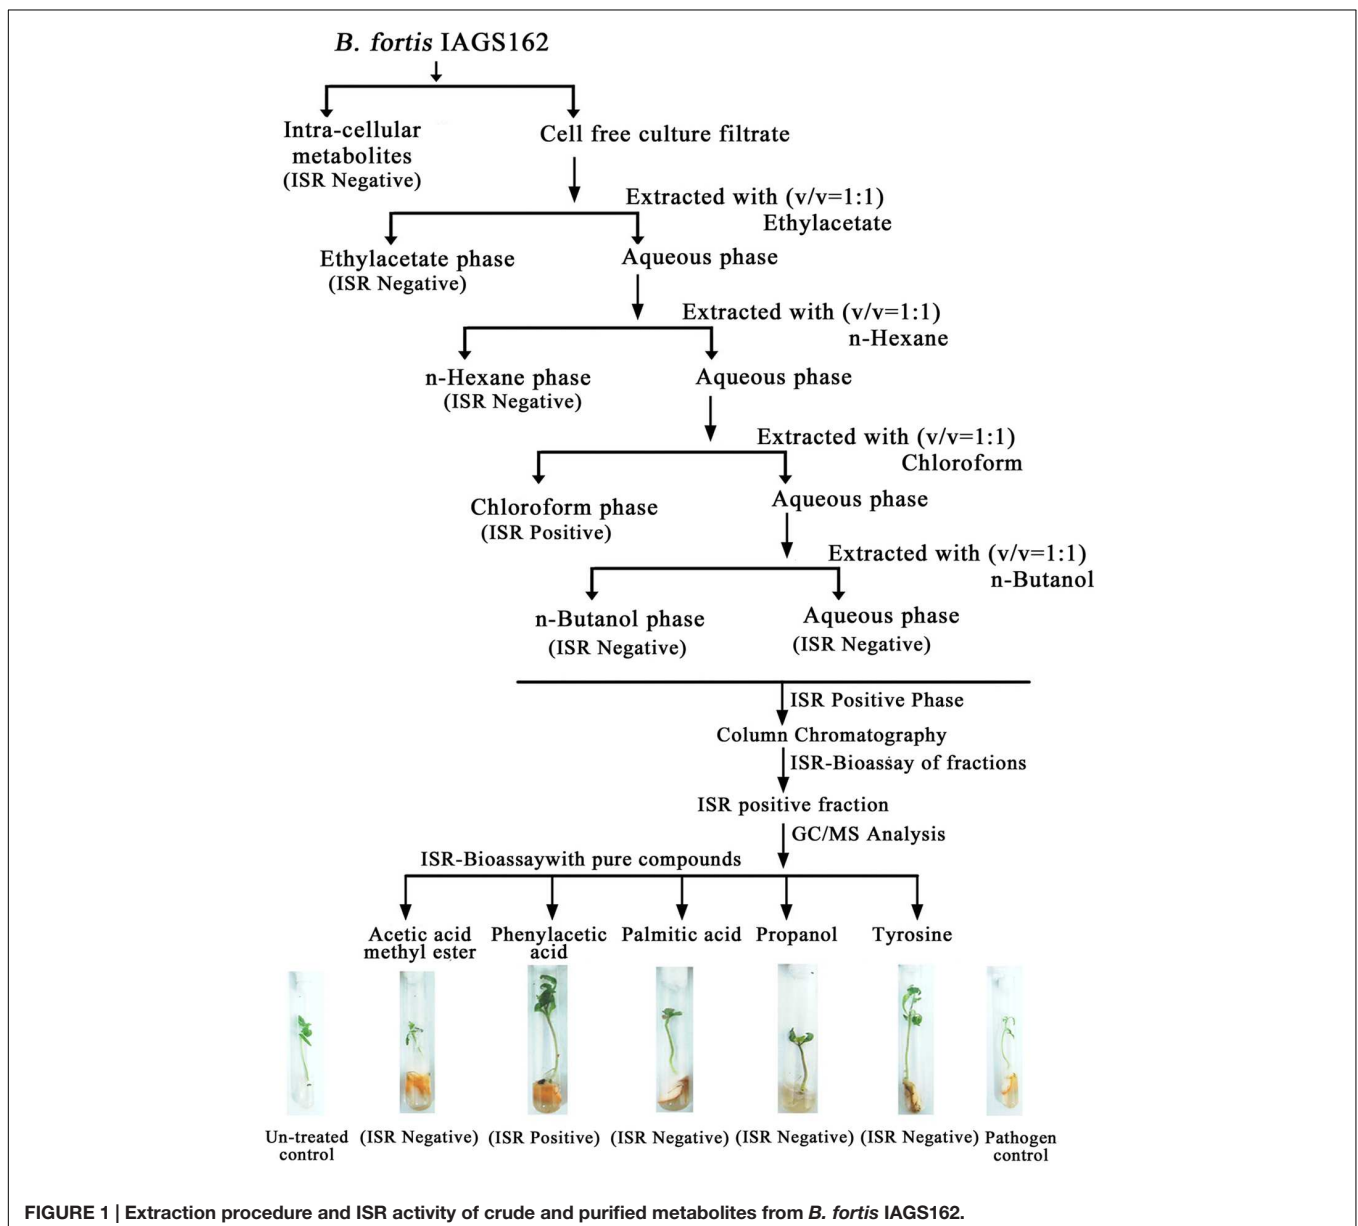 B. fortis IAGS162
Intra-cellular
metabolites
(ISR Negative)
Cell free culture filtrate
Extracted with (v/v=1:1)
Ethylacetate
Ethylacetate phase
(ISR Negative)
Aqueous phase
Extracted with (v/v=1:1)
n-Hexane
n-Hexane phase
(ISR Negative)
Aqueous phase
Extracted with (v/v=1:1)
Chloroform
Chloroform phase
(ISR Positive)
Aqueous phase
Extracted with (v/v=1:1)
n-Butanol
n-Butanol phase
(ISR Negative)
Aqueous phase
(ISR Negative)
ISR Positive Phase
Column Chromatography
ISR-Bioassay of fractions
ISR positive fraction
GC/MS Analysis
ISR-Bioassaywith pure compounds
Acetic acid
methyl ester
Phenylacetic
acid
Palmitic acid
Propanol
Tyrosine
Un-treated
control
(ISR Negative)
(ISR Positive)
(ISR Negative)
(ISR Negative)
(ISR Negative)
Pathogen
control
FIGURE 1 | Extraction procedure and ISR activity of crude and purified metabolites from B. fortis IAGS162.